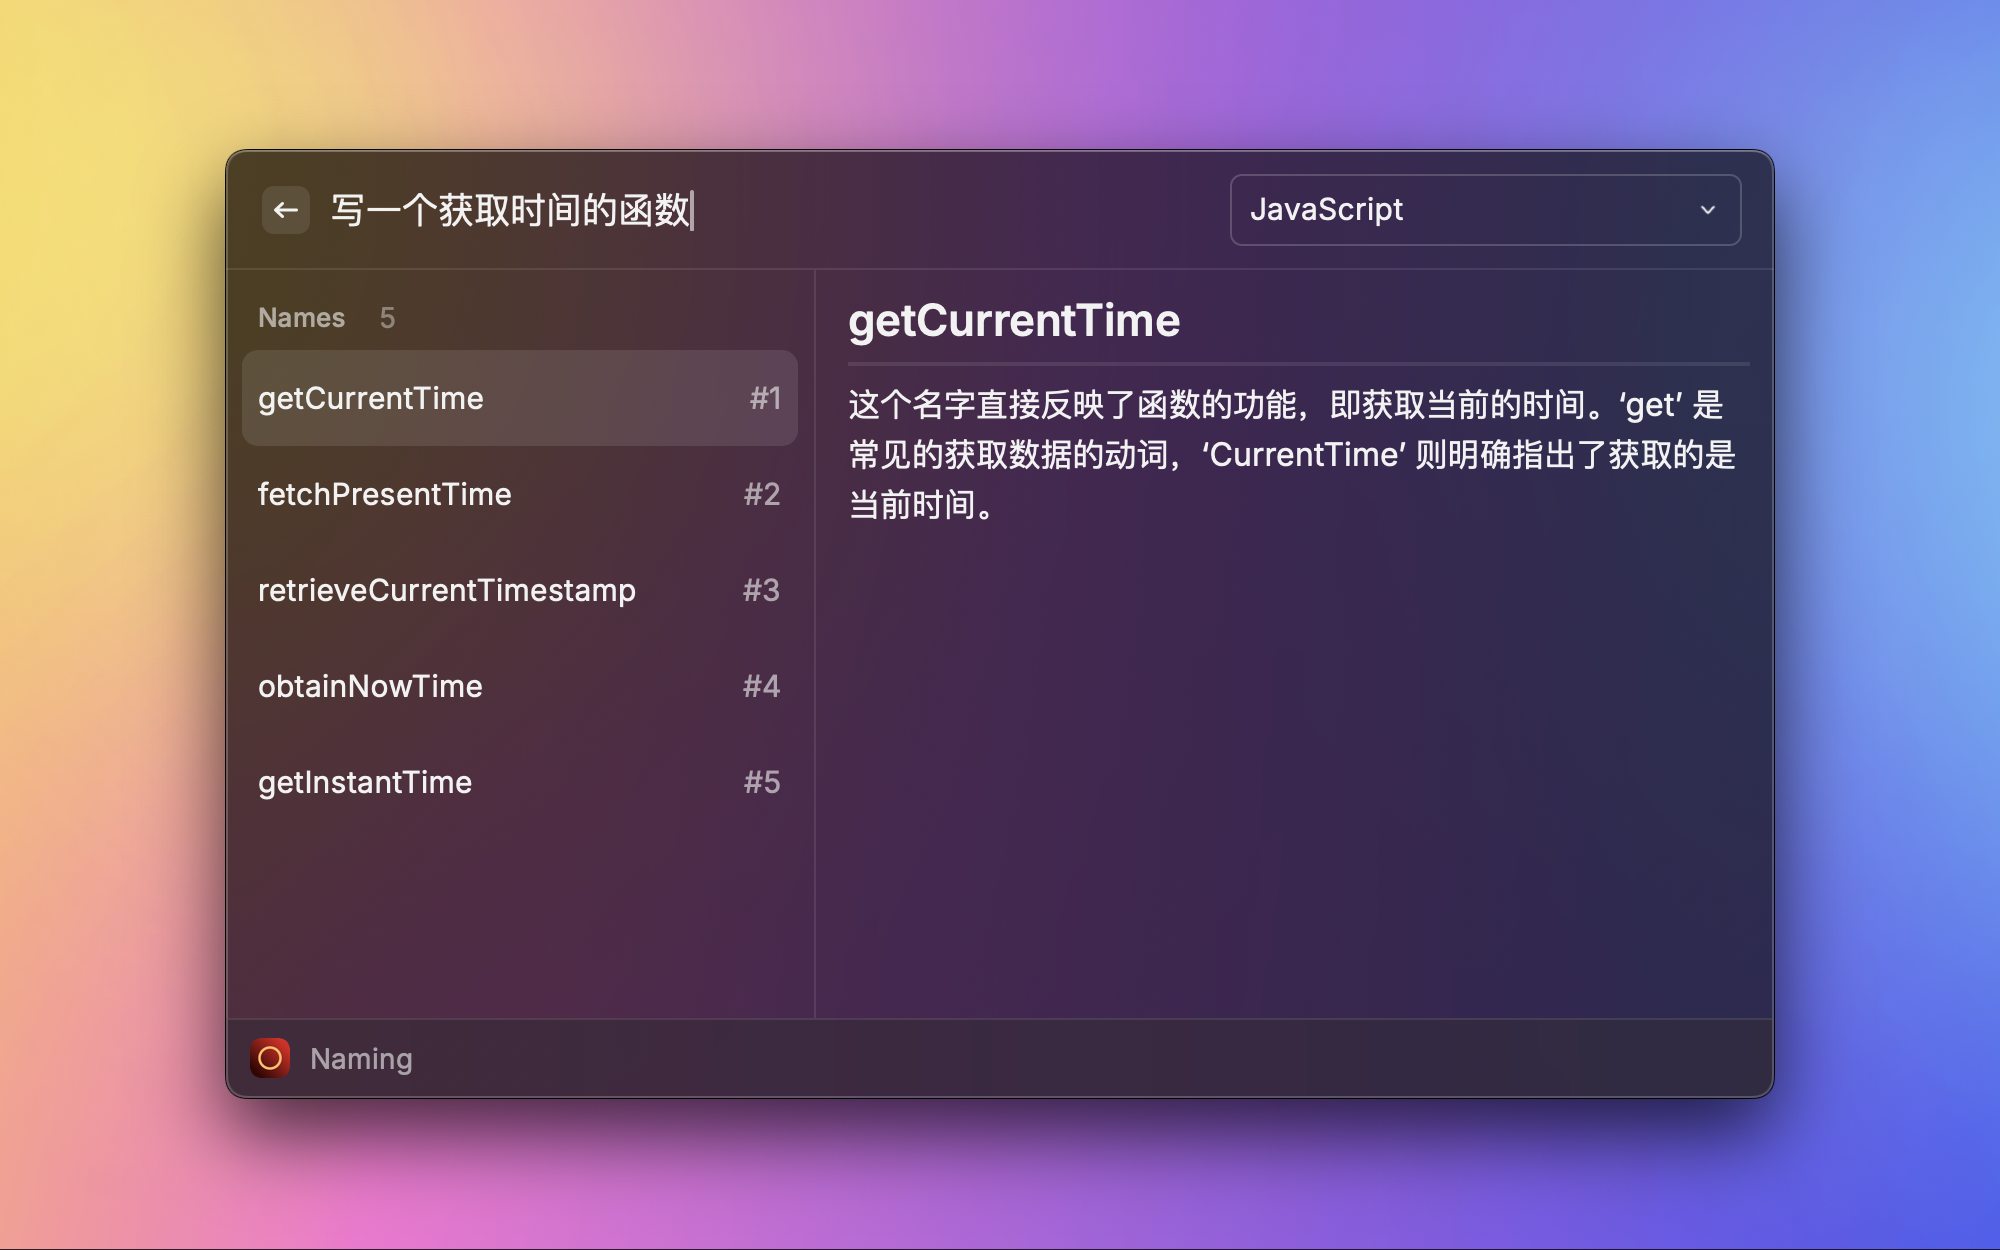 写一个获取时间的函数
JavaScript
Names 5
getCurrentTime #1
fetchPresentTime #2
retrieveCurrentTimestamp #3
obtainNowTime #4
getInstantTime #5
getCurrentTime
这个名字直接反映了函数的功能，即获取当前的时间。‘get’ 是
常见的获取数据的动词，‘CurrentTime’ 则明确指出了获取的是
当前时间。
Naming